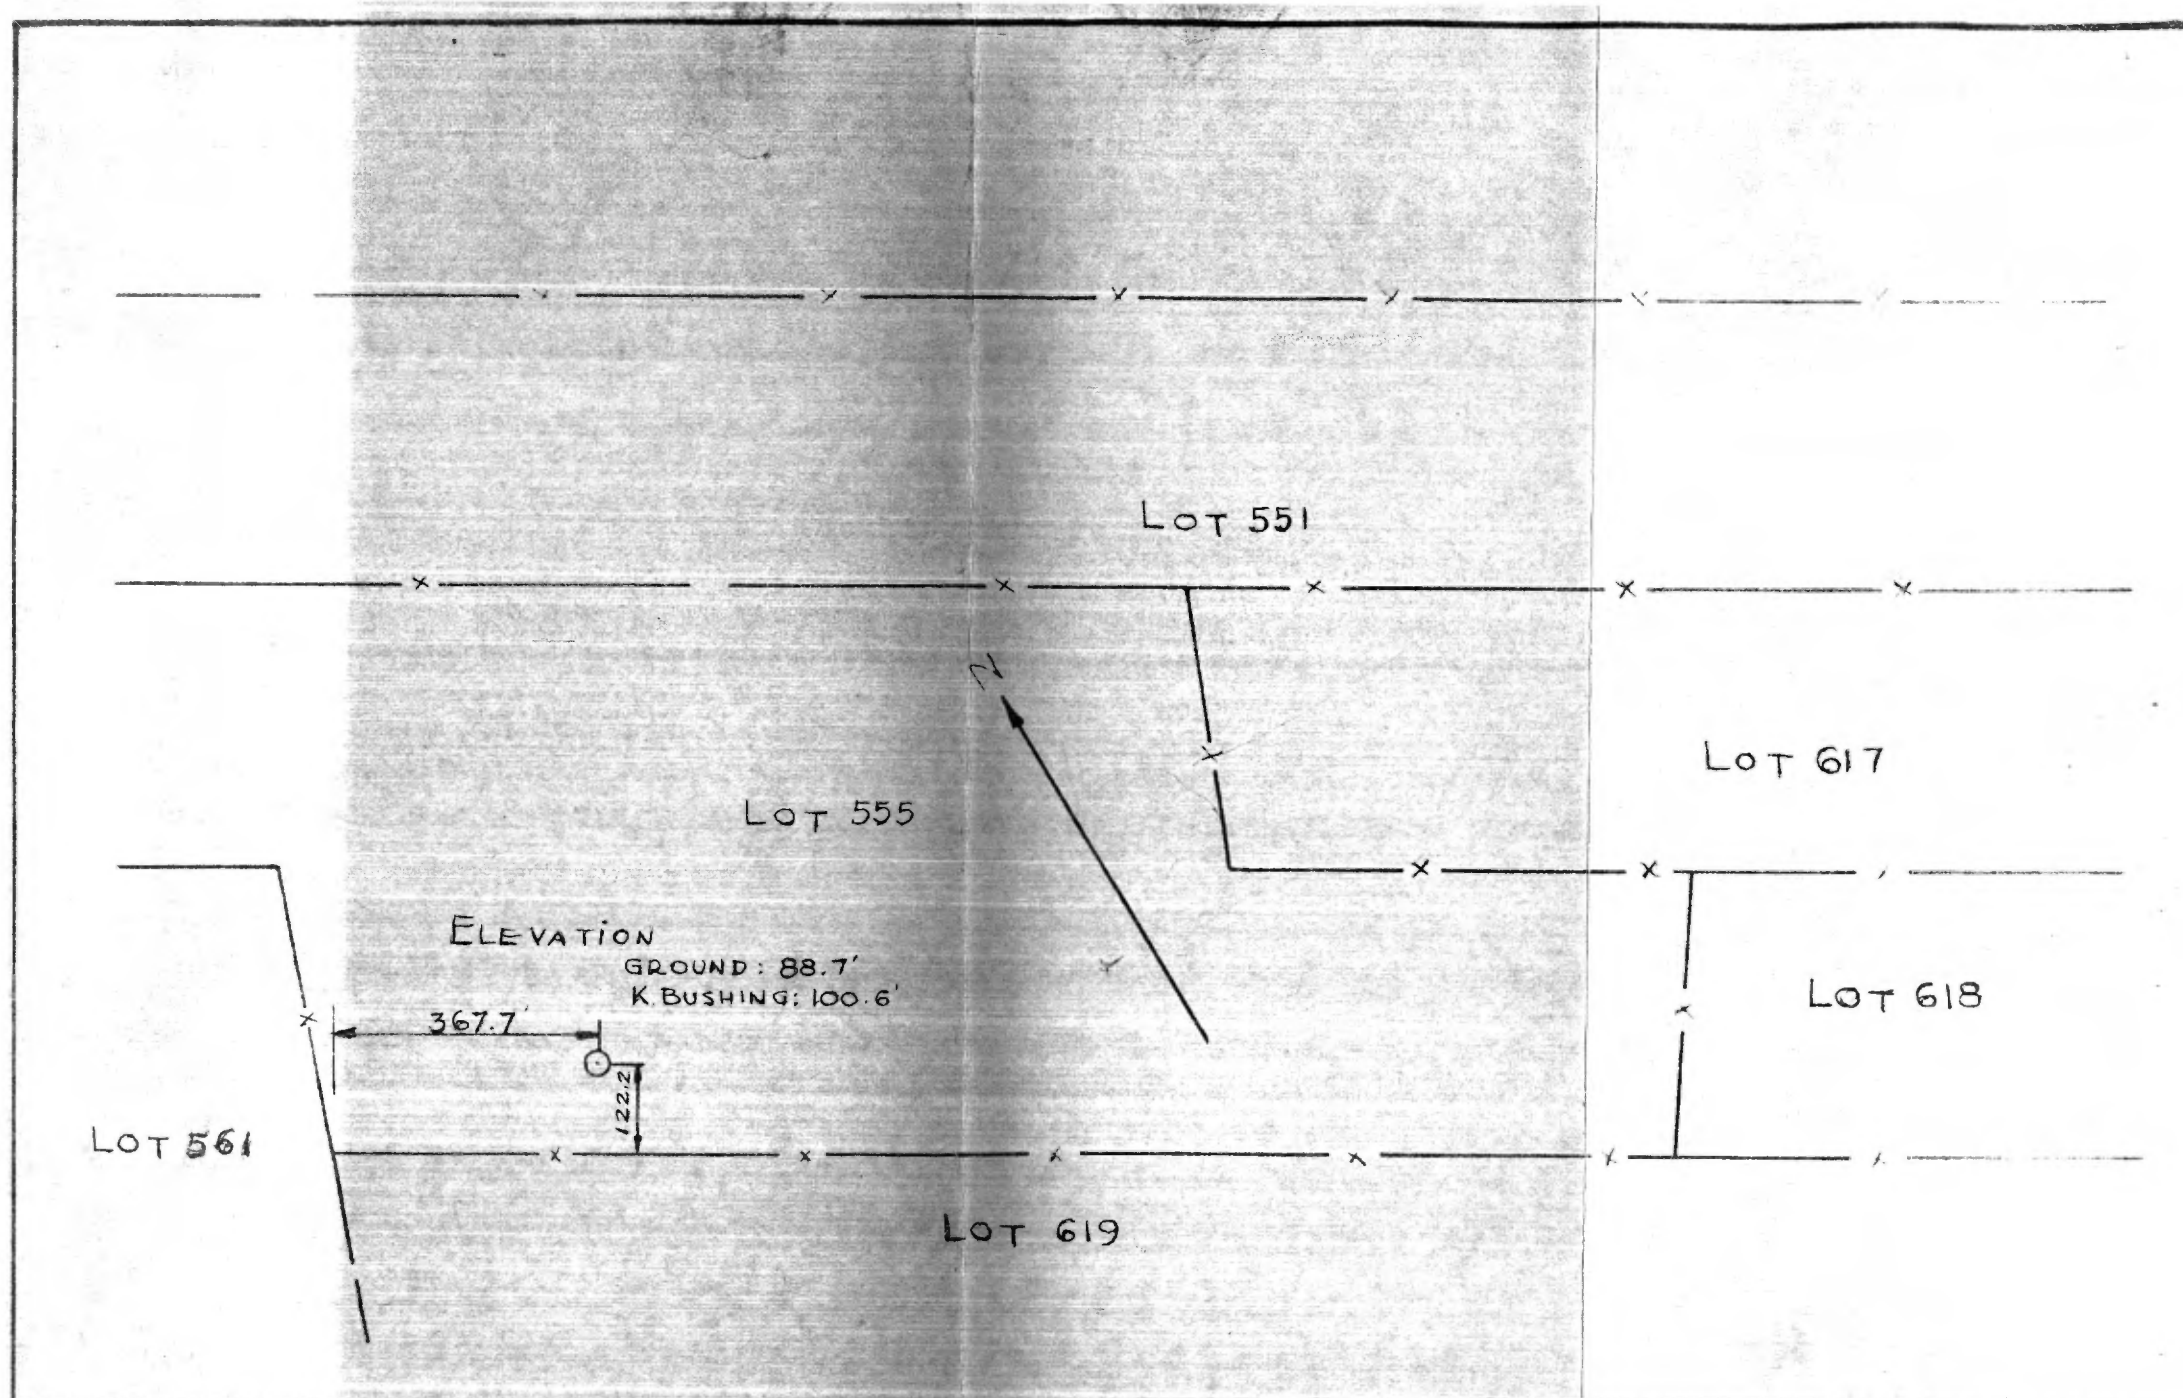 LOT 551
N
LOT 617
LOT 555
ELEVATION
GROUND: 88.7'
K.BUSHING: 100.6'
LOT 618
367.7'
122.2
LOT 561
LOT 619